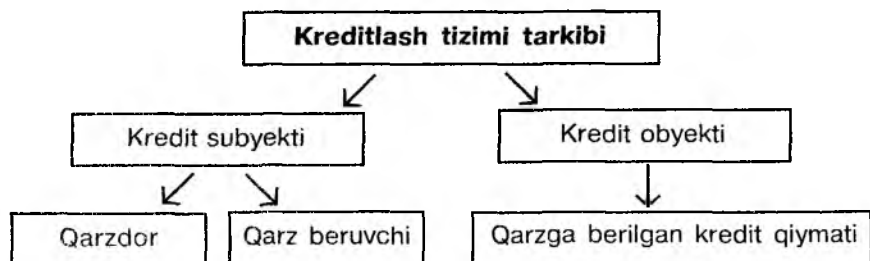 Kreditlash tizimi tarkibi
Kredit subyekti
Kredit obyekti
Qarzdor
Qarz beruvchi
Qarzga berilgan kredit qiymati